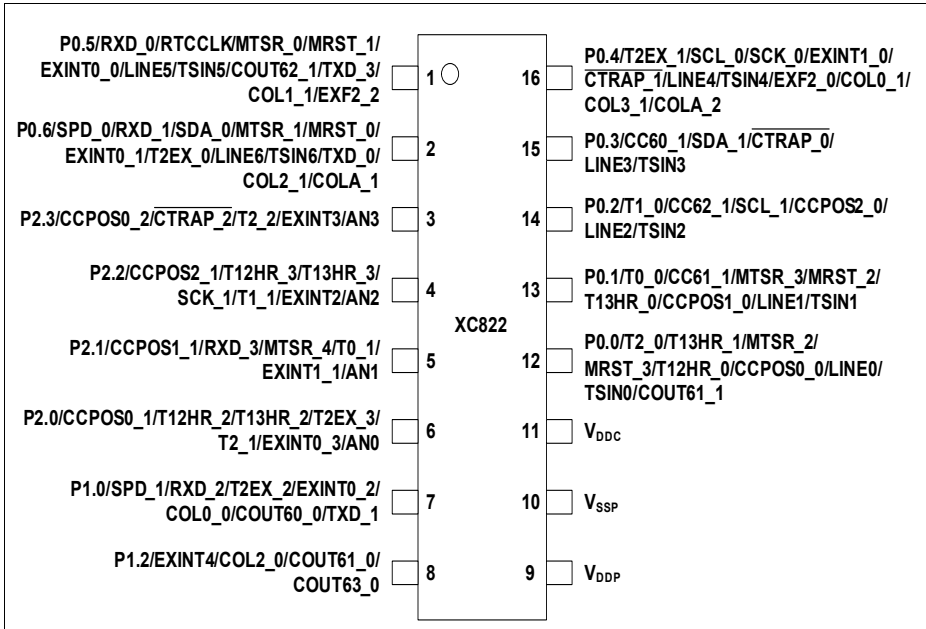 P0.5/RXD_0/RTCCLK/MTSR_0/MRST_1/
EXINT0_0/LINE5/TSIN5/COUT62_1/TXD_3/
COL1_1/EXF2_2
1
P0.6/SPD_0/RXD_1/SDA_0/MTSR_1/MRST_0/
EXINT0_1/T2EX_0/LINE6/TSIN6/TXD_0/
COL2_1/COLA_1
2
P2.3/CCPOS0_2/CTRAP_2/T2_2/EXINT3/AN3
3
P2.2/CCPOS2_1/T12HR_3/T13HR_3/
SCK_1/T1_1/EXINT2/AN2
4
P2.1/CCPOS1_1/RXD_3/MTSR_4/T0_1/
EXINT1_1/AN1
5
P2.0/CCPOS0_1/T12HR_2/T13HR_2/T2EX_3/
T2_1/EXINT0_3/AN0
6
P1.0/SPD_1/RXD_2/T2EX_2/EXINT0_2/
COL0_0/COUT60_0/TXD_1
7
P1.2/EXINT4/COL2_0/COUT61_0/
COUT63_0
8
XC822
16
P0.4/T2EX_1/SCL_0/SCK_0/EXINT1_0/
CTRAP_1/LINE4/TSIN4/EXF2_0/COL0_1/
COL3_1/COLA_2
15
P0.3/CC60_1/SDA_1/CTRAP_0/
LINE3/TSIN3
14
P0.2/T1_0/CC62_1/SCL_1/CCPOS2_0/
LINE2/TSIN2
13
P0.1/T0_0/CC61_1/MTSR_3/MRST_2/
T13HR_0/CCPOS1_0/LINE1/TSIN1
12
P0.0/T2_0/T13HR_1/MTSR_2/
MRST_3/T12HR_0/CCPOS0_0/LINE0/
TSIN0/COUT61_1
11
VDDC
10
VSSP
9
VDDP